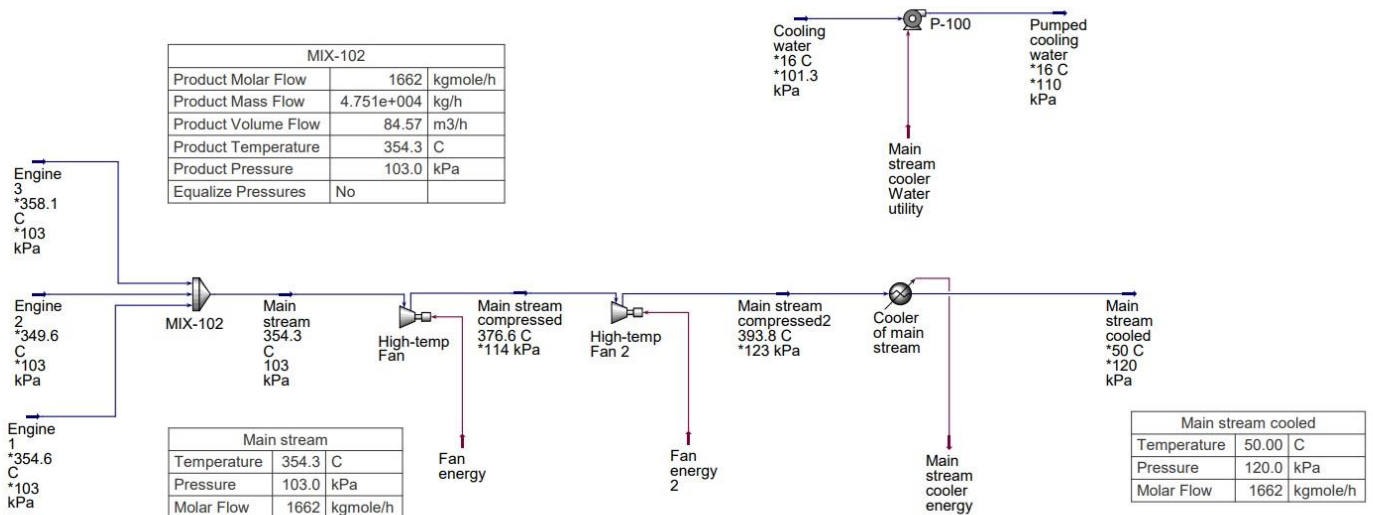 Cooling
water
*16 C
*101.3
kPa
P-100
Pumped
cooling
water
*16 C
*110
kPa
Main
stream
cooler
Water
utility
MIX-102
Product Molar Flow 1662 kgmole/h
Product Mass Flow 4.751e+004 kg/h
Product Volume Flow 84.57 m3/h
Product Temperature 354.3 C
Product Pressure 103.0 kPa
Equalize Pressures No
Engine
3
*358.1
C
*103
kPa
Engine
2
*349.6
C
*103
kPa
Engine
1
*354.6
C
*103
kPa
MIX-102
Main
stream
354.3
C
103
kPa
High-temp
Fan
Main stream
compressed
376.6 C
*114 kPa
High-temp
Fan 2
Main stream
compressed2
393.8 C
*123 kPa
Cooler
of main
stream
Main
stream
cooled
*50 C
*120
kPa
Main stream
Temperature 354.3 C
Pressure 103.0 kPa
Molar Flow 1662 kgmole/h
Fan
energy
Fan
energy
2
Main
stream
cooler
energy
Main stream cooled
Temperature 50.00 C
Pressure 120.0 kPa
Molar Flow 1662 kgmole/h